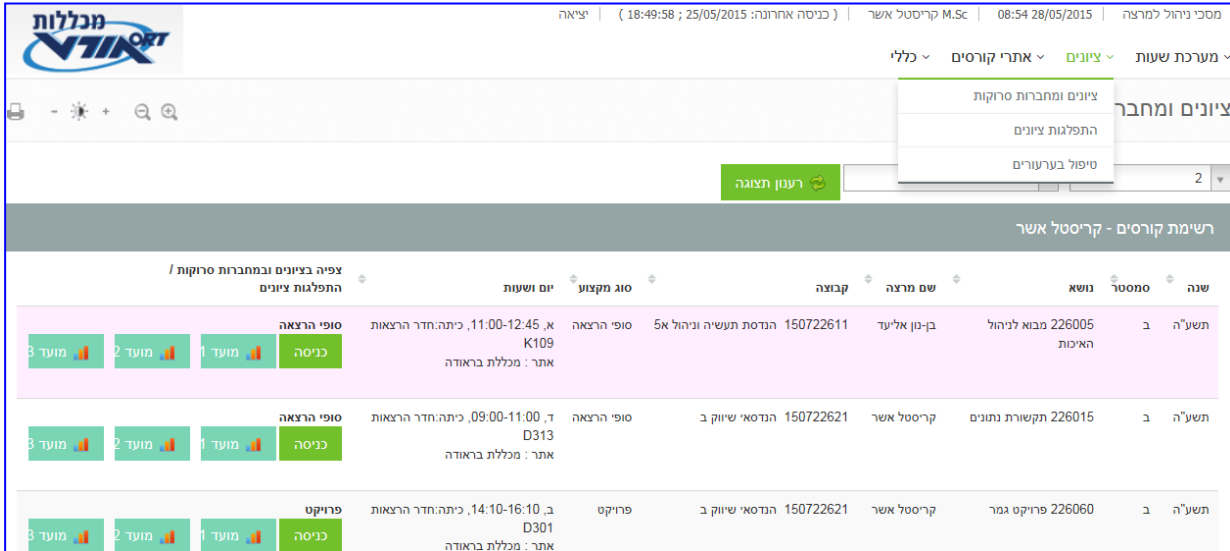 מסכי ניהול למרצה | 08:54 28/05/2015 | M.Sc קריסטל אשר | ( כניסה אחרונה: 25/05/2015 ; 18:49:58 ) | יציאה
מכללות
ORT
מערכת שעות
ציונים
אתרי קורסים
כללי
ציונים ומחברות סרוקות
התפלגות ציונים
טיפול בערעורים
ציונים ומחבר
- +
2
רענון תצוגה
רשימת קורסים - קריסטל אשר
שנה סמסטר נושא שם מרצה קבוצה סוג מקצוע יום ושעות צפיה בציונים ובמחברות סרוקות /
התפלגות ציונים
תשע"ה ב 226005 מבוא לניהול בן-נון אליעד 150722611 הנדסת תעשיה וניהול א5 סופי הרצאה א, 11:00-12:45, כיתה:חדר הרצאות סופי הרצאה
האיכות K109
אתר : מכללת בראודה
כניסה מועד 1 מועד 2 מועד 3
תשע"ה ב 226015 תקשורת נתונים קריסטל אשר 150722621 הנדסאי שיווק ב סופי הרצאה ד, 09:00-11:00, כיתה:חדר הרצאות סופי הרצאה
D313
אתר : מכללת בראודה
כניסה מועד 1 מועד 2 מועד 3
תשע"ה ב 226060 פרויקט גמר קריסטל אשר 150722621 הנדסאי שיווק ב פרויקט ב, 14:10-16:10, כיתה:חדר הרצאות פרויקט
D301
אתר : מכללת בראודה
כניסה מועד 1 מועד 2 מועד 3